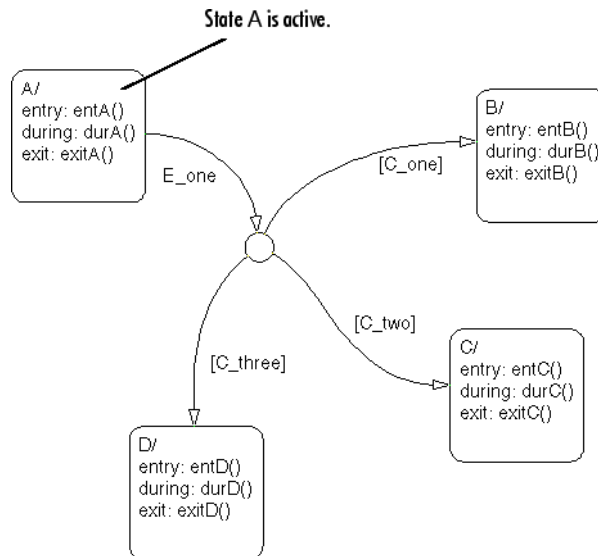 State A is active.
A/
entry: entA()
during: durA()
exit: exitA()
E_one
B/
entry: entB()
during: durB()
exit: exitB()
[C_one]
[C_two]
[C_three]
C/
entry: entC()
during: durC()
exit: exitC()
D/
entry: entD()
during: durD()
exit: exitD()